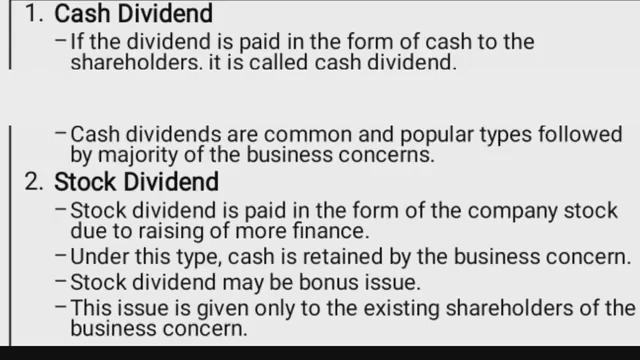 1. Cash Dividend
– If the dividend is paid in the form of cash to the
shareholders. it is called cash dividend.
– Cash dividends are common and popular types followed
by majority of the business concerns.
2. Stock Dividend
– Stock dividend is paid in the form of the company stock
due to raising of more finance.
– Under this type, cash is retained by the business concern.
– Stock dividend may be bonus issue.
– This issue is given only to the existing shareholders of the
business concern.